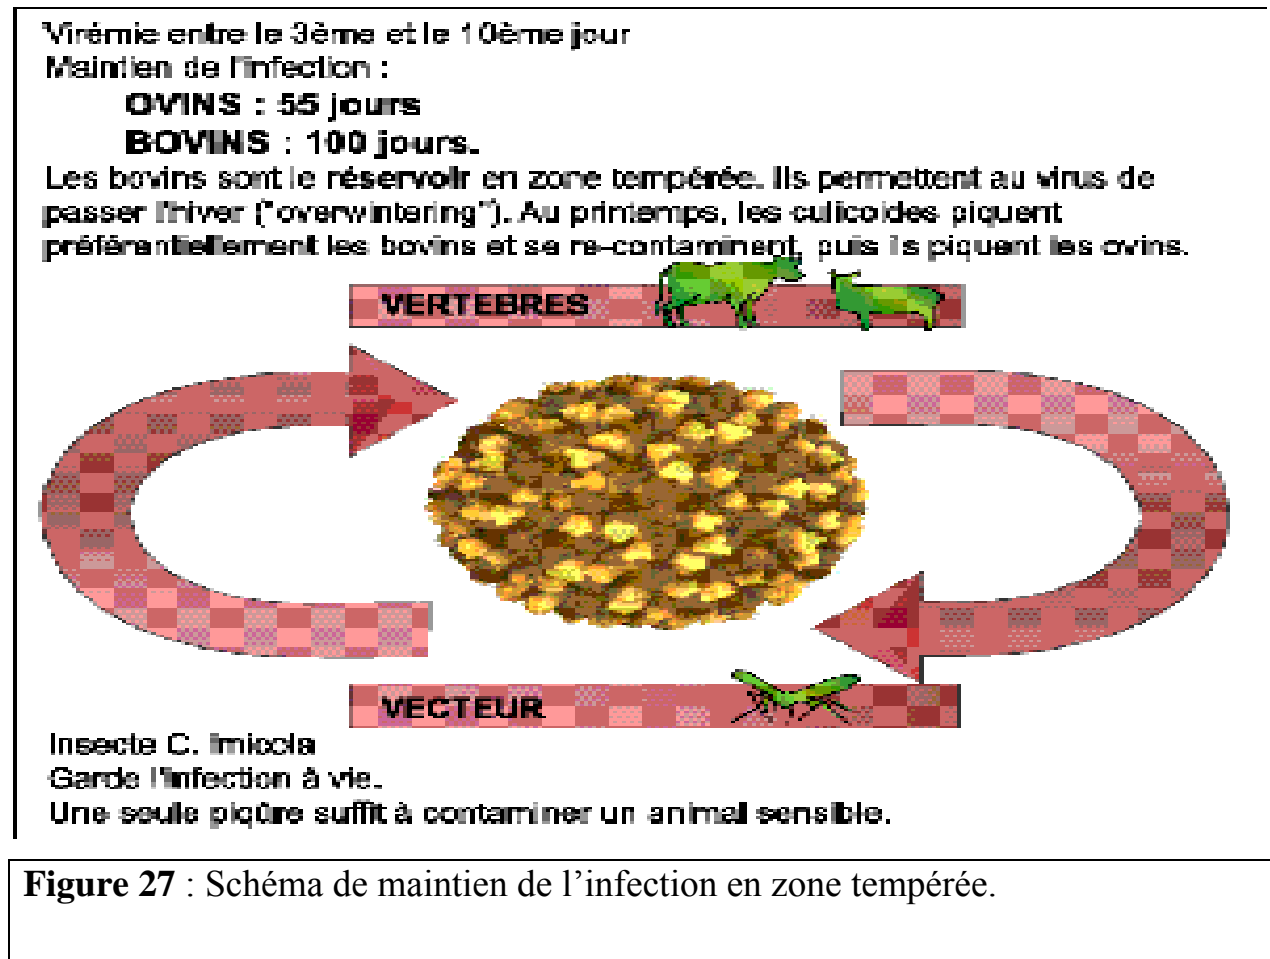 Virémie entre le 3ème et le 10ème jour
Maintien de l'infection :
OVINS : 55 jours
BOVINS : 100 jours.
Les bovins sont le réservoir en zone tempérée. Ils permettent au virus de
passer l'hiver ("overwintering"). Au printemps, les culicoides piquent
préférentiellement les bovins et se re-contaminent, puis ils piquent les ovins.
VERTEBRES
VECTEUR
Insecte C. Imicola
Garde l'infection à vie.
Une seule piqûre suffit à contaminer un animal sensible.
Figure 27 : Schéma de maintien de l’infection en zone tempérée.